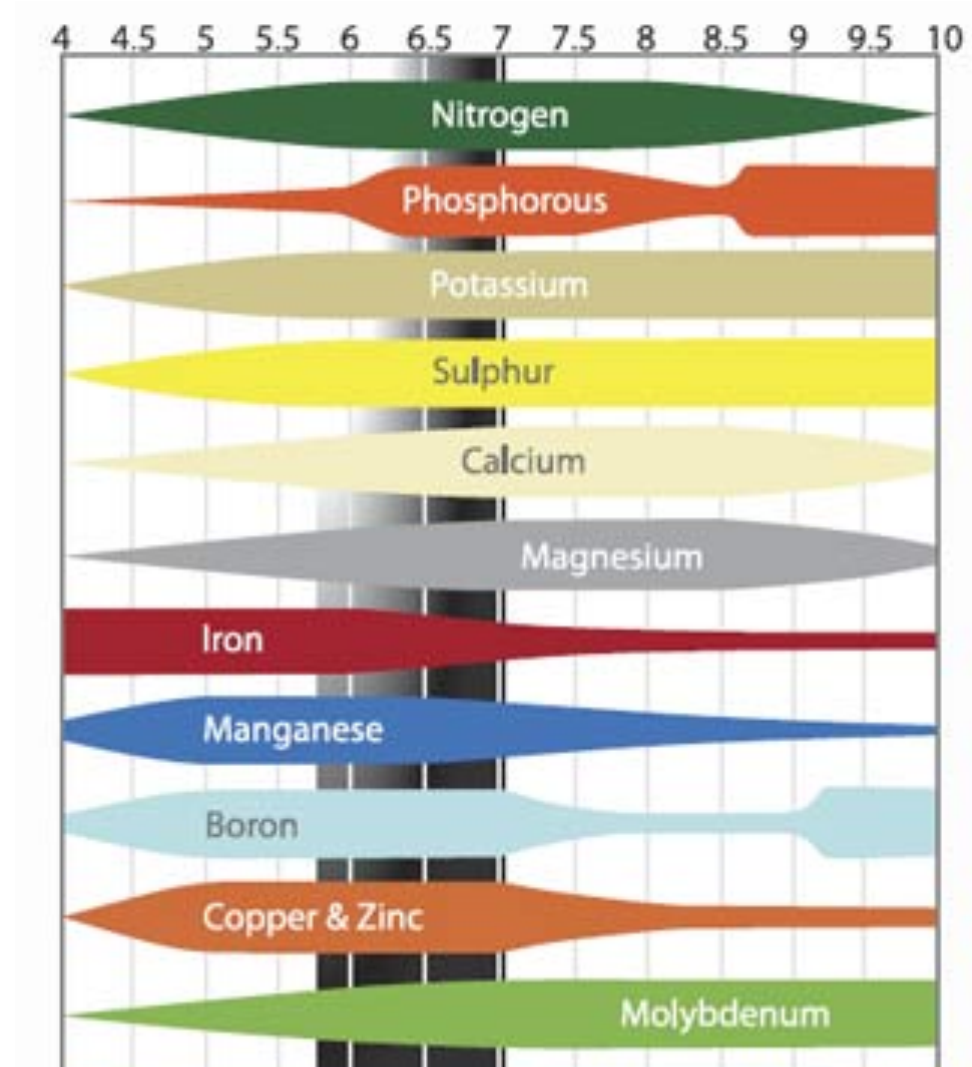 4 4.5 5 5.5 6 6.5 7 7.5 8 8.5 9 9.5 10
Nitrogen
Phosphorous
Potassium
Sulphur
Calcium
Magnesium
Iron
Manganese
Boron
Copper & Zinc
Molybdenum